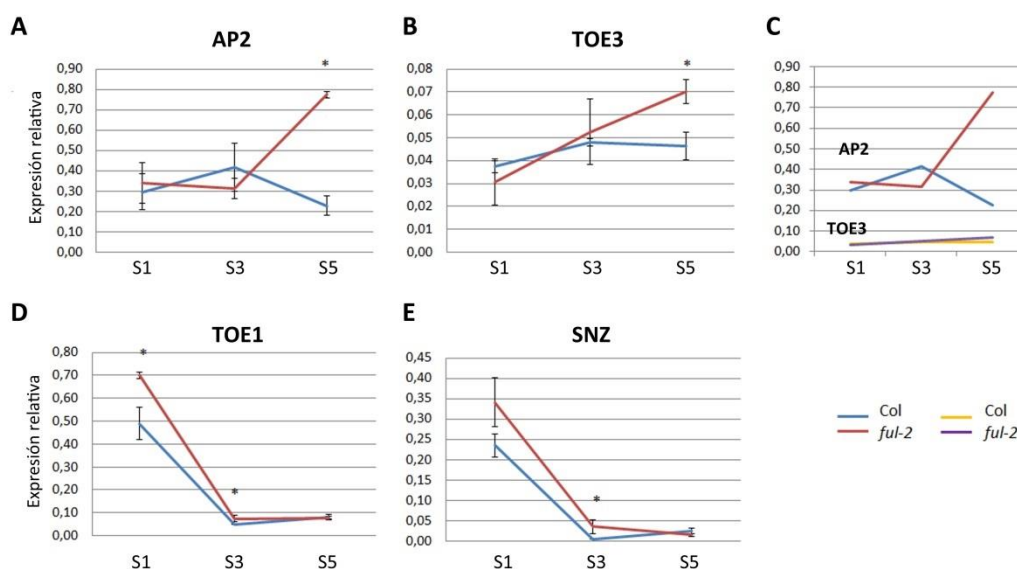 A
AP2
Expresión relativa
0,90
0,80
0,70
0,60
0,50
0,40
0,30
0,20
0,10
0,00
*
S1 S3 S5
B
TOE3
0,08
0,07
0,06
0,05
0,04
0,03
0,02
0,01
0,00
*
S1 S3 S5
C
0,90
0,80
0,70
0,60
0,50
0,40
0,30
0,20
0,10
0,00
AP2
TOE3
S1 S3 S5
D
TOE1
Expresión relativa
0,80
0,70
0,60
0,50
0,40
0,30
0,20
0,10
0,00
*
*
S1 S3 S5
E
SNZ
0,45
0,40
0,35
0,30
0,25
0,20
0,15
0,10
0,05
0,00
*
S1 S3 S5
Col Col
ful-2 ful-2